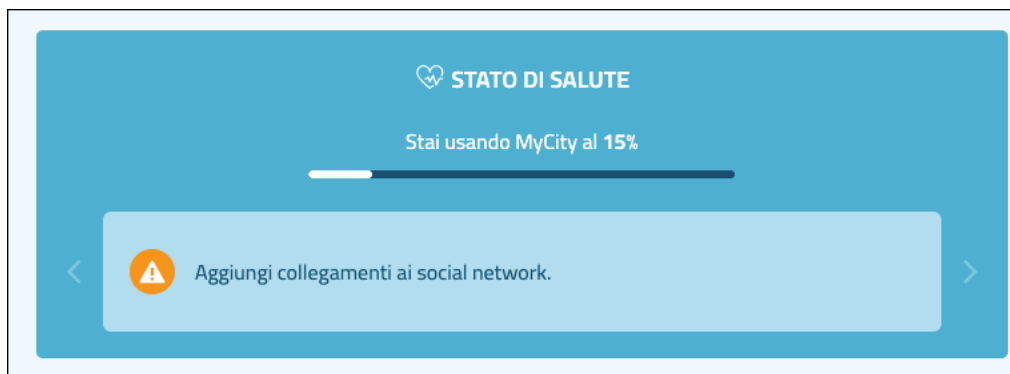 STATO DI SALUTE
Stai usando MyCity al 15%
Aggiungi collegamenti ai social network.